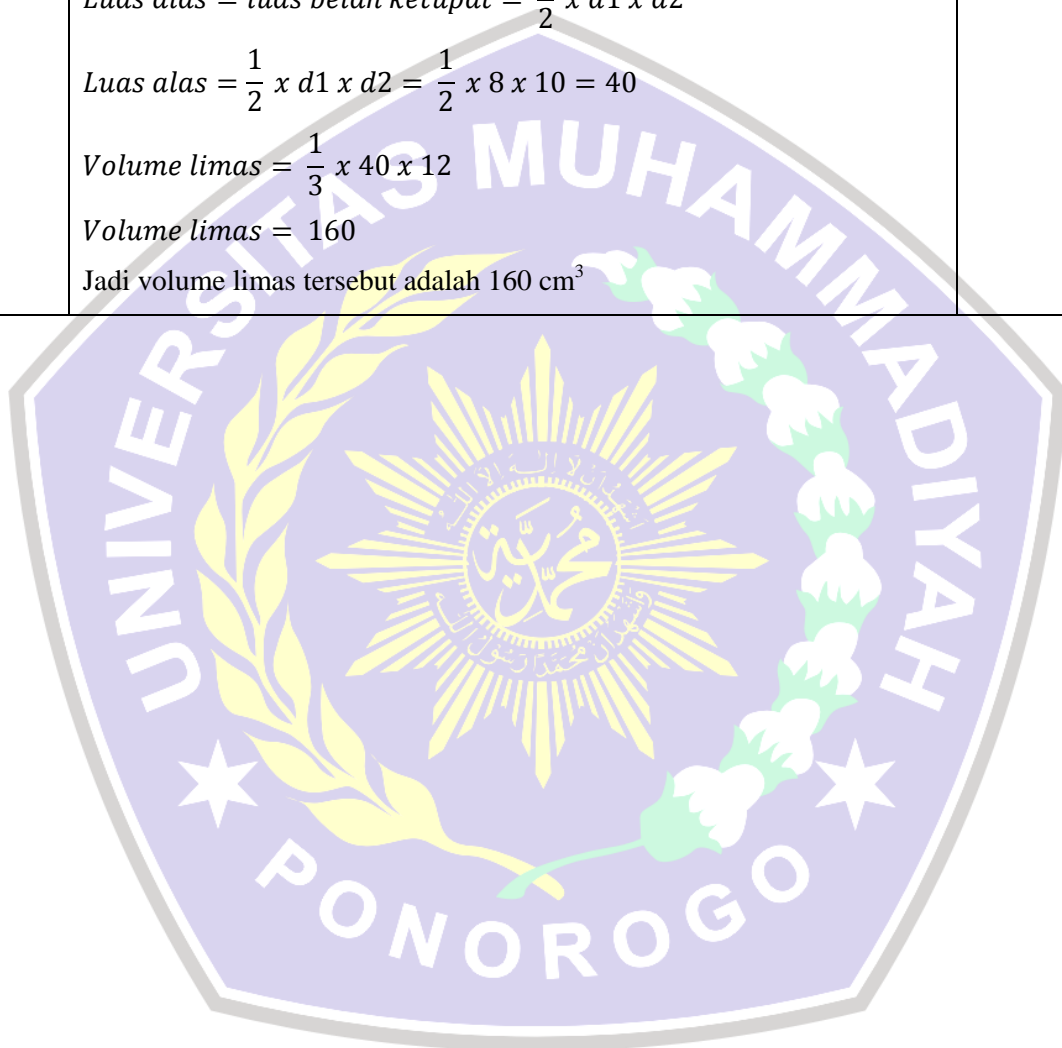 Luas alas = luas belah ketupat = 1/2 x d1 x d2
Luas alas = 1/2 x d1 x d2 = 1/2 x 8 x 10 = 40
Volume limas = 1/3 x 40 x 12
Volume limas = 160
Jadi volume limas tersebut adalah 160 cm³
UNIVERSITAS MUHAMMADIYAH
PONOROGO
محمد